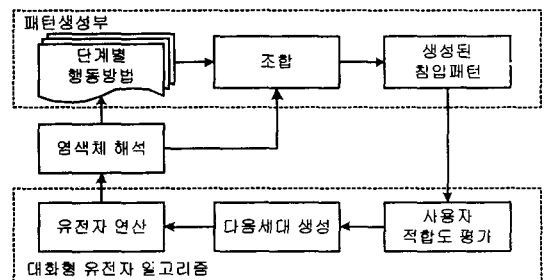 패턴생성부
단계별
행동방법
조합
생성된
침입패턴
염색체 해석
유전자 연산
다음세대 생성
사용자
적합도 평가
대화형 유전자 알고리즘